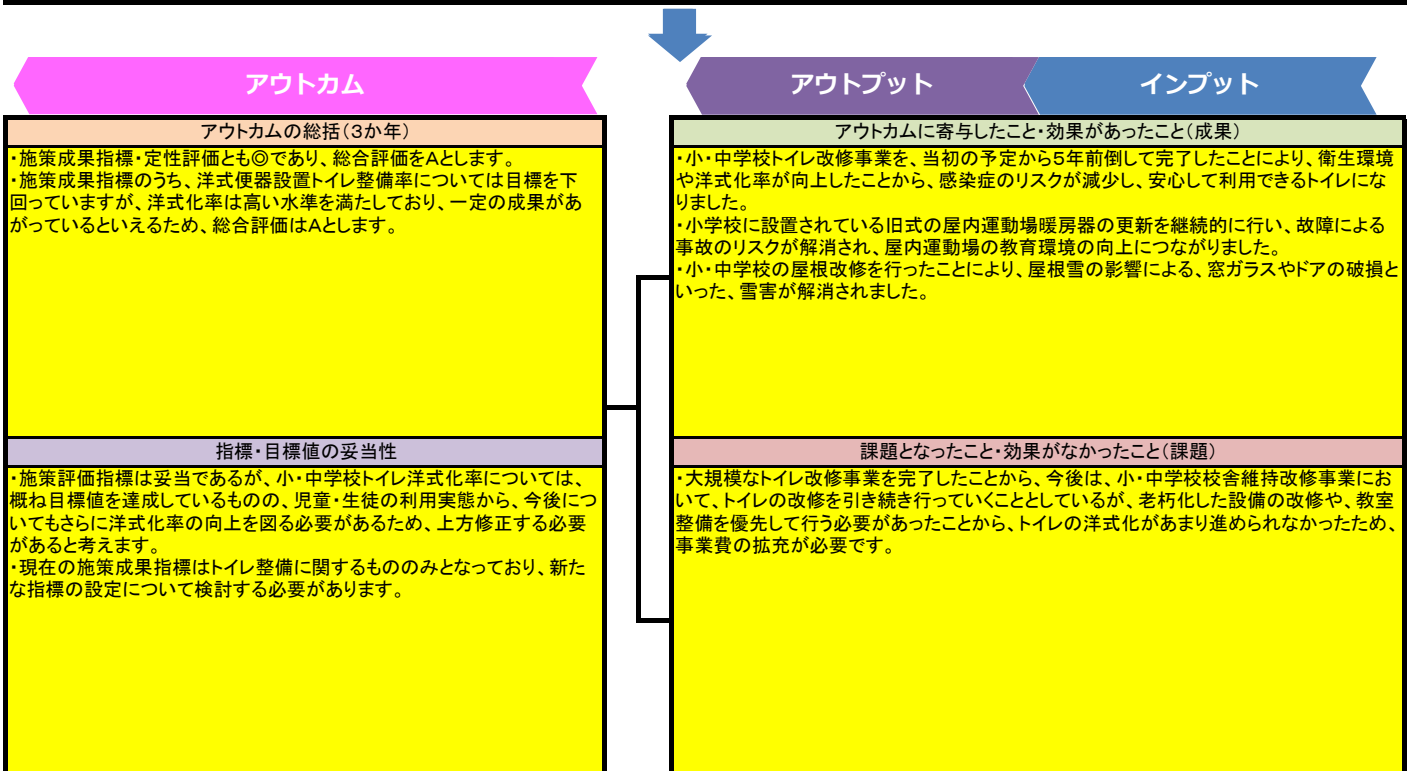 アウトカム
アウトプット
インプット
アウトカムの総括(3か年)
・施策成果指標・定性評価とも◎であり、総合評価をAとします。
・施策成果指標のうち、洋式便器設置トイレ整備率については目標を下
回っていますが、洋式化率は高い水準を満たしており、一定の成果があ
がっているといえるため、総合評価はAとします。
アウトカムに寄与したこと・効果があったこと(成果)
・小・中学校トイレ改修事業を、当初の予定から5年前倒して完了したことにより、衛生環境
や洋式化率が向上したことから、感染症のリスクが減少し、安心して利用できるトイレにな
りました。
・小学校に設置されている旧式の屋内運動場暖房器の更新を継続的に行い、故障による
事故のリスクが解消され、屋内運動場の教育環境の向上につながりました。
・小・中学校の屋根改修を行ったことにより、屋根雪の影響による、窓ガラスやドアの破損と
いった、雪害が解消されました。
指標・目標値の妥当性
・施策評価指標は妥当であるが、小・中学校トイレ洋式化率については、
概ね目標値を達成しているものの、児童・生徒の利用実態から、今後につ
いてもさらに洋式化率の向上を図る必要があるため、上方修正する必要
があると考えます。
・現在の施策成果指標はトイレ整備に関するもののみとなっており、新た
な指標の設定について検討する必要があります。
課題となったこと・効果がなかったこと(課題)
・大規模なトイレ改修事業を完了したことから、今後は、小・中学校校舎維持改修事業にお
いて、トイレの改修を引き続き行っていくこととしているが、老朽化した設備の改修や、教室
整備を優先して行う必要があったことから、トイレの洋式化があまり進められなかったため、
事業費の拡充が必要です。